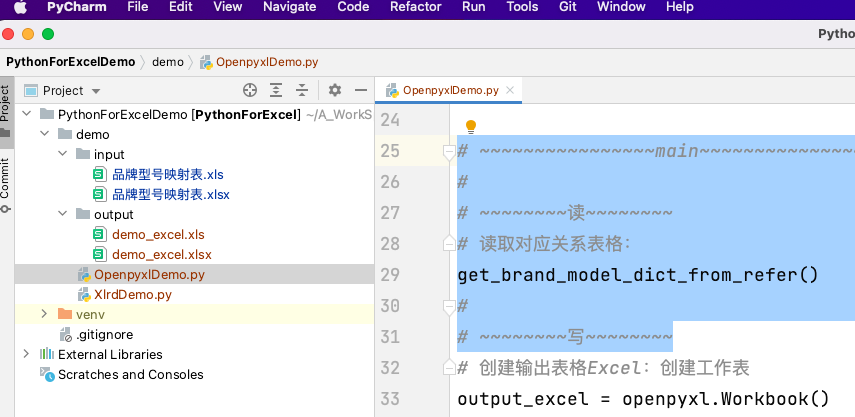 PyCharm File Edit View Navigate Code Refactor Run Tools Git Window Help
Pytho
PythonForExcelDemo demo OpenpyxlDemo.py
Project
OpenpyxlDemo.py
Project
Commit
PythonForExcelDemo [PythonForExcel] ~/A_WorkS
demo
input
品牌型号映射表.xls
品牌型号映射表.xlsx
output
demo_excel.xls
demo_excel.xlsx
OpenpyxlDemo.py
XlrdDemo.py
venv
.gitignore
External Libraries
Scratches and Consoles
24
25 # ~~~~~~~~~~~~~~~~main~~~~~~~~~~~~~~~
26 #
27 # ~~~~~~~~读~~~~~~~~
28 # 读取对应关系表格：
29 get_brand_model_dict_from_refer()
30 #
31 # ~~~~~~~~写~~~~~~~~
32 # 创建输出表格Excel：创建工作表
33 output_excel = openpyxl.Workbook()